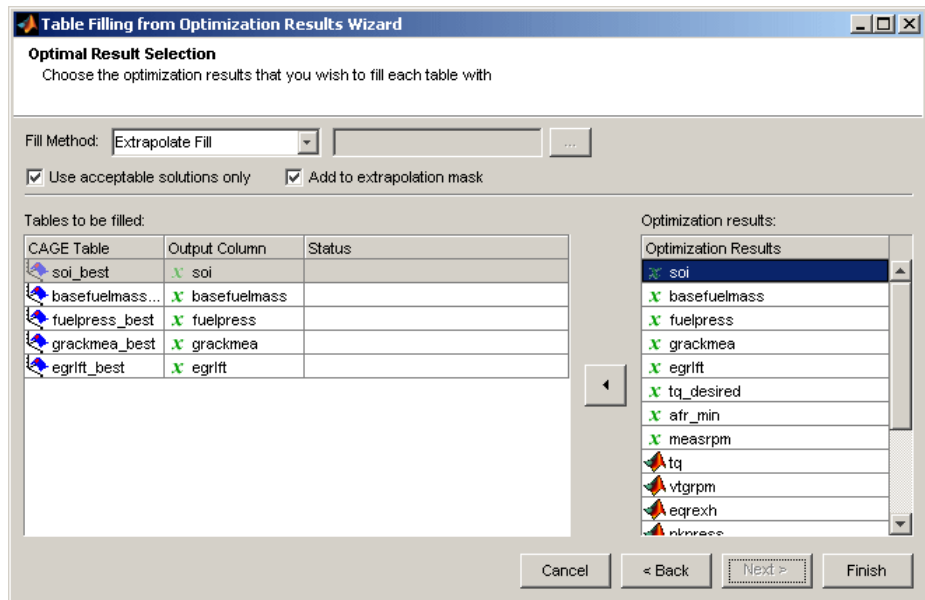 Table Filling from Optimization Results Wizard
Optimal Result Selection
Choose the optimization results that you wish to fill each table with
Fill Method: Extrapolate Fill ...
Use acceptable solutions only Add to extrapolation mask
Tables to be filled:
CAGE Table Output Column Status
soi_best x soi
basefuelmass... x basefuelmass
fuelpress_best x fuelpress
grackmea_best x grackmea
egrlft_best x egrlft
Optimization results:
Optimization Results
x soi
x basefuelmass
x fuelpress
x grackmea
x egrlft
x tq_desired
x afr_min
x measrpm
tq
vtgrpm
eqrexh
pkpress
Cancel < Back Next > Finish